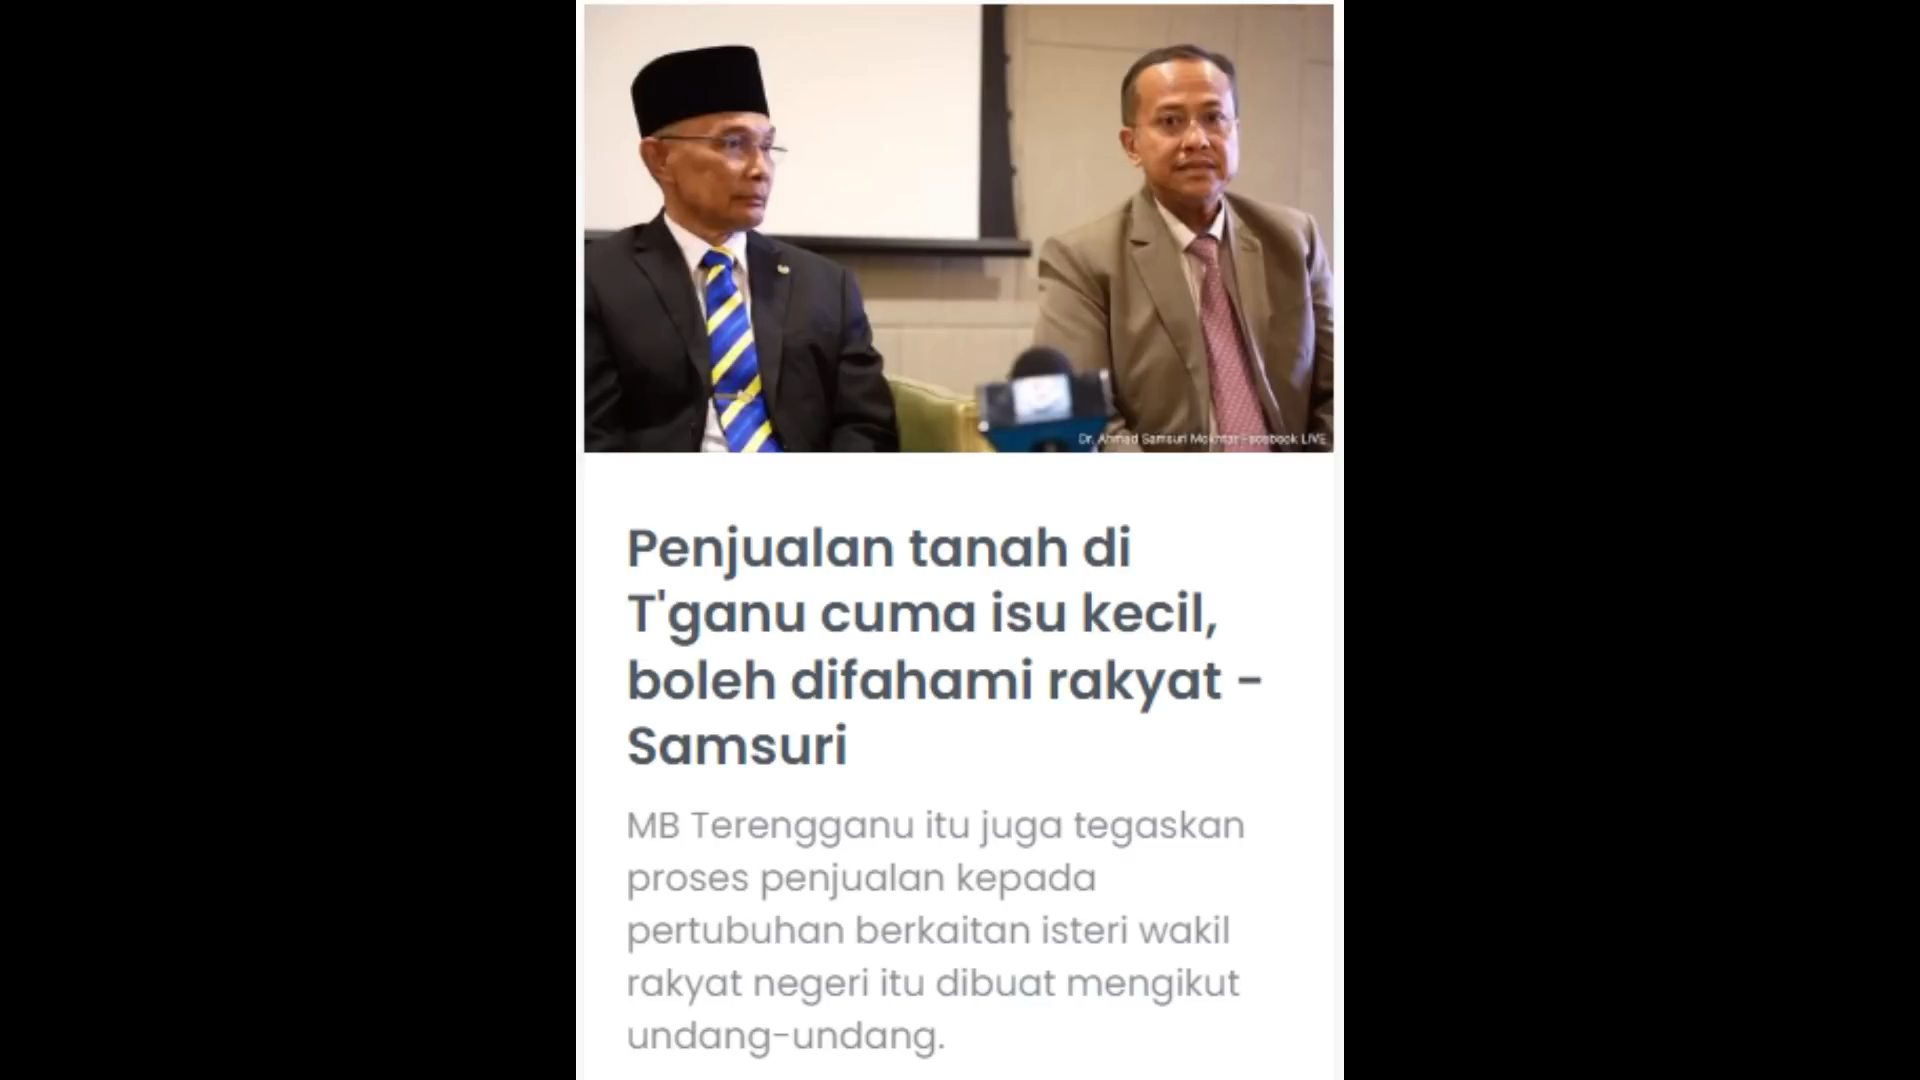 Dr. Ahmad Samsuri Mokhtar Facebook LIVE
Penjualan tanah di
T'ganu cuma isu kecil,
boleh difahami rakyat -
Samsuri
MB Terengganu itu juga tegaskan
proses penjualan kepada
pertubuhan berkaitan isteri wakil
rakyat negeri itu dibuat mengikut
undang-undang.